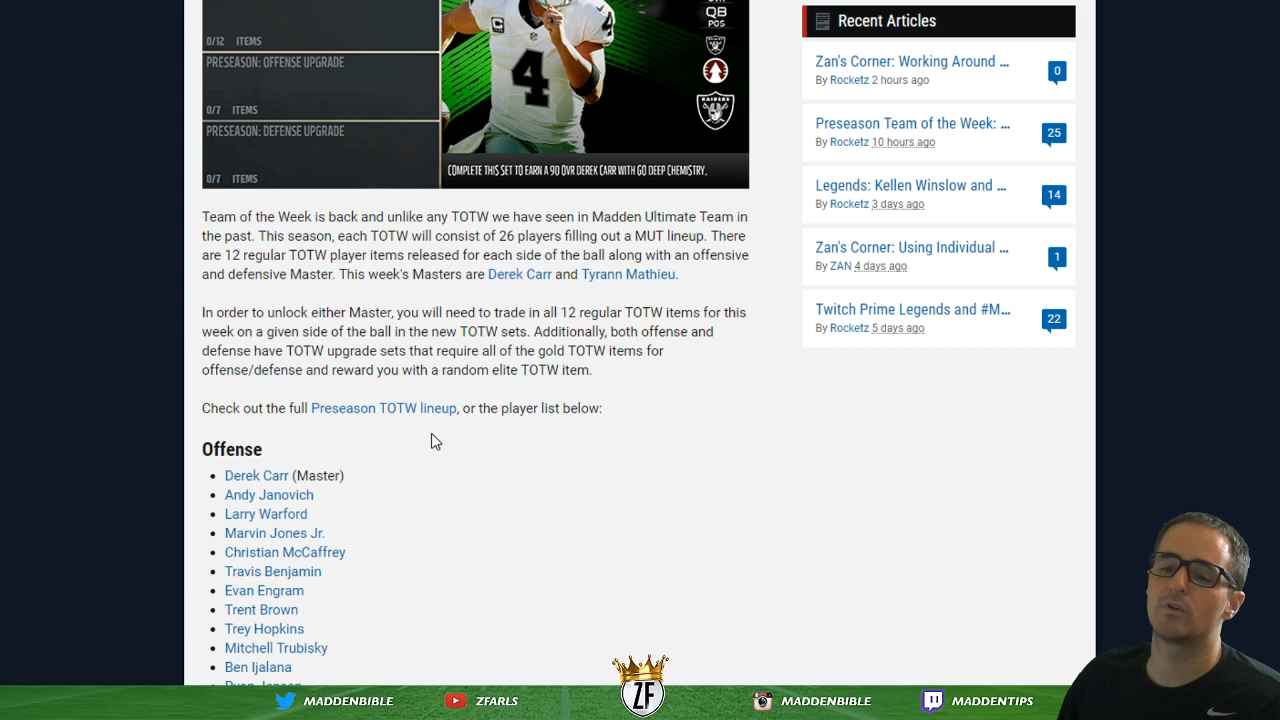 0/12 ITEMS
PRESEASON: OFFENSE UPGRADE
0/7 ITEMS
PRESEASON: DEFENSE UPGRADE
0/7 ITEMS
QB
POS
4
RAIDERS
COMPLETE THIS SET TO EARN A 90 OVR DEREK CARR WITH GO DEEP CHEMISTRY.
Team of the Week is back and unlike any TOTW we have seen in Madden Ultimate Team in
the past. This season, each TOTW will consist of 26 players filling out a MUT lineup. There
are 12 regular TOTW player items released for each side of the ball along with an offensive
and defensive Master. This week's Masters are Derek Carr and Tyrann Mathieu.
In order to unlock either Master, you will need to trade in all 12 regular TOTW items for this
week on a given side of the ball in the new TOTW sets. Additionally, both offense and
defense have TOTW upgrade sets that require all of the gold TOTW items for
offense/defense and reward you with a random elite TOTW item.
Check out the full Preseason TOTW lineup, or the player list below:
Offense
• Derek Carr (Master)
• Andy Janovich
• Larry Warford
• Marvin Jones Jr.
• Christian McCaffrey
• Travis Benjamin
• Evan Engram
• Trent Brown
• Trey Hopkins
• Mitchell Trubisky
• Ben Ijalana
Recent Articles
Zan's Corner: Working Around ...
0
By Rocketz 2 hours ago
Preseason Team of the Week: ...
25
By Rocketz 10 hours ago
Legends: Kellen Winslow and ...
14
By Rocketz 3 days ago
Zan's Corner: Using Individual ...
1
By ZAN 4 days ago
Twitch Prime Legends and #M...
22
By Rocketz 5 days ago
MADDENBIBLE
ZFARLS
ZF
MADDENBIBLE
MADDENTIPS